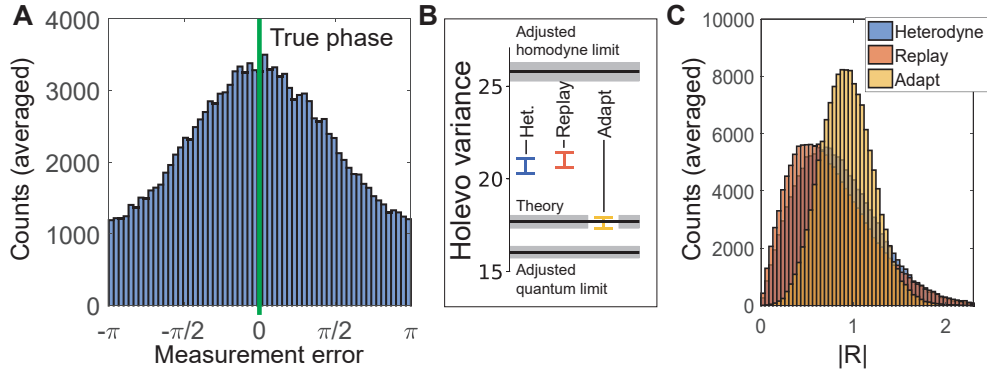 A
4000
3000
2000
1000
0
Counts (averaged)
True phase
-π
-π/2
0
π/2
π
Measurement error
B
Adjusted
homodyne limit
25
20
15
Holevo variance
Het.
Replay
Adapt
Theory
Adjusted
quantum limit
C
10000
8000
6000
4000
2000
0
Counts (averaged)
Heterodyne
Replay
Adapt
0
1
2
|R|